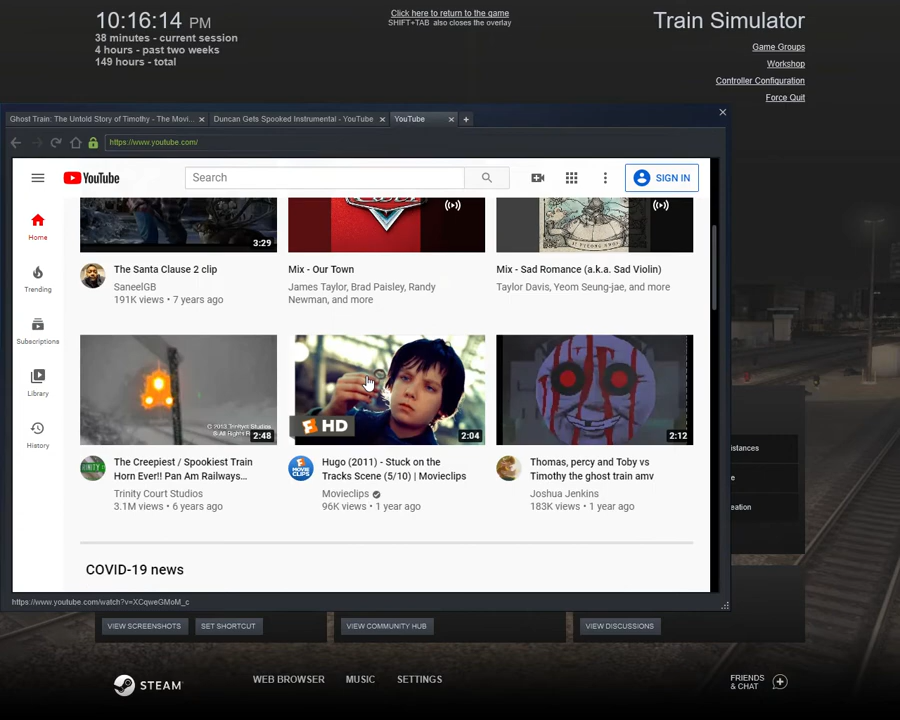 10:16:14 PM
38 minutes - current session
4 hours - past two weeks
149 hours - total
Click here to return to the game
SHIFT+TAB also closes the overlay
Train Simulator
Game Groups
Workshop
Controller Configuration
Force Quit
Ghost Train: The Untold Story of Timothy - The Movi...
Duncan Gets Spooked Instrumental - YouTube
YouTube
https://www.youtube.com/
YouTube
Search
SIGN IN
Home
Trending
Subscriptions
Library
History
3:29
The Santa Clause 2 clip
SaneelGB
191K views • 7 years ago
Mix - Our Town
James Taylor, Brad Paisley, Randy
Newman, and more
Mix - Sad Romance (a.k.a. Sad Violin)
Taylor Davis, Yeom Seung-jae, and more
2:48
HD
2:04
2:12
The Creepiest / Spookiest Train
Horn Ever!! Pan Am Railways...
Trinity Court Studios
3.1M views • 6 years ago
MOVIE CLIPS
Hugo (2011) - Stuck on the
Tracks Scene (5/10) | Movieclips
Movieclips
96K views • 1 year ago
Thomas, percy and Toby vs
Timothy the ghost train amv
Joshua Jenkins
183K views • 1 year ago
COVID-19 news
https://www.youtube.com/watch?v=XCqweGMoM_c
VIEW SCREENSHOTS
SET SHORTCUT
VIEW COMMUNITY HUB
VIEW DISCUSSIONS
STEAM
WEB BROWSER
MUSIC
SETTINGS
FRIENDS
& CHAT